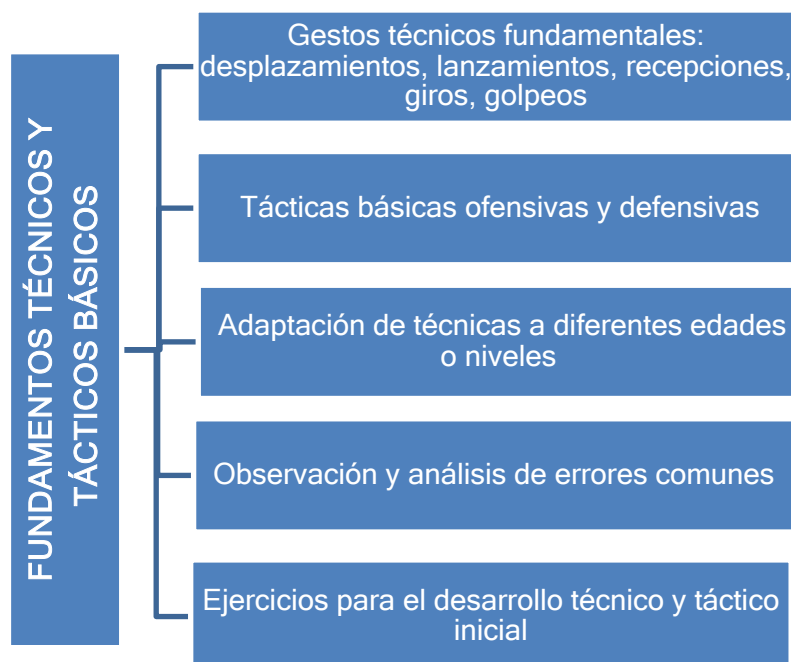 FUNDAMENTOS TÉCNICOS Y
TÁCTICOS BÁSICOS
Gestos técnicos fundamentales:
desplazamientos, lanzamientos, recepciones,
giros, golpeos
Tácticas básicas ofensivas y defensivas
Adaptación de técnicas a diferentes edades
o niveles
Observación y análisis de errores comunes
Ejercicios para el desarrollo técnico y táctico
inicial